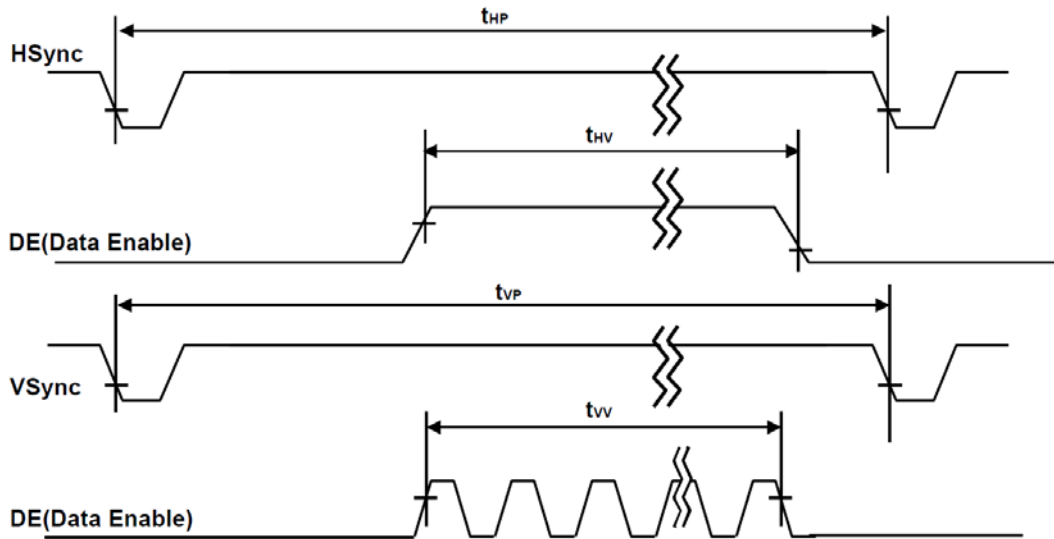 tHP
HSync
tHV
DE(Data Enable)
tVP
VSync
tVV
DE(Data Enable)